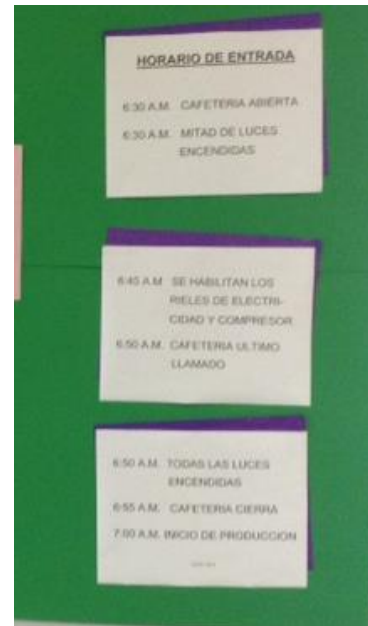 HORARIO DE ENTRADA
6:30 A.M. CAFETERIA ABIERTA
6:30 A.M. MITAD DE LUCES
ENCENDIDAS
6:45 A.M SE HABILITAN LOS
RIELES DE ELECTRI-
CIDAD Y COMPRESOR
6:50 A.M. CAFETERIA ULTIMO
LLAMADO
6:50 A.M. TODAS LAS LUCES
ENCENDIDAS
6:55 A.M. CAFETERIA CIERRA
7:00 A.M. INICIO DE PRODUCCION